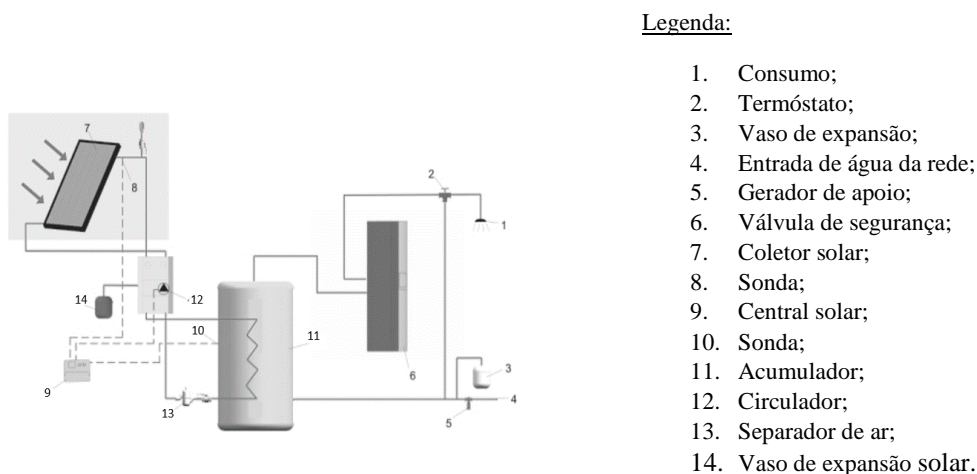 Legenda:
1. Consumo;
2. Termóstato;
3. Vaso de expansão;
4. Entrada de água da rede;
5. Gerador de apoio;
6. Válvula de segurança;
7. Coletor solar;
8. Sonda;
9. Central solar;
10. Sonda;
11. Acumulador;
12. Circulador;
13. Separador de ar;
14. Vaso de expansão solar.
7
8
2
1
14
12
10
11
9
13
6
3
4
5